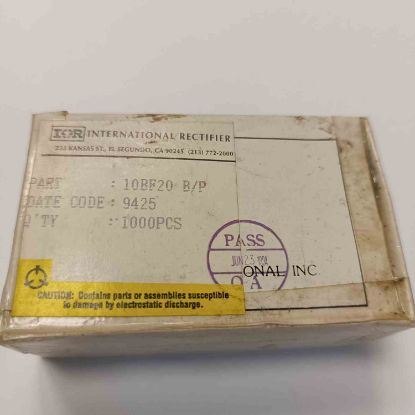 IOR INTERNATIONAL RECTIFIER
233 KANSAS ST., EL SEGUNDO, CA 90245 (213) 772-2000
PART : 10BF20 B/P
DATE CODE : 9425
Q'TY : 1000PCS
PASS
JUN 23 1994
QA
ONAL INC
CAUTION: Contains parts or assemblies susceptible
to damage by electrostatic discharge.